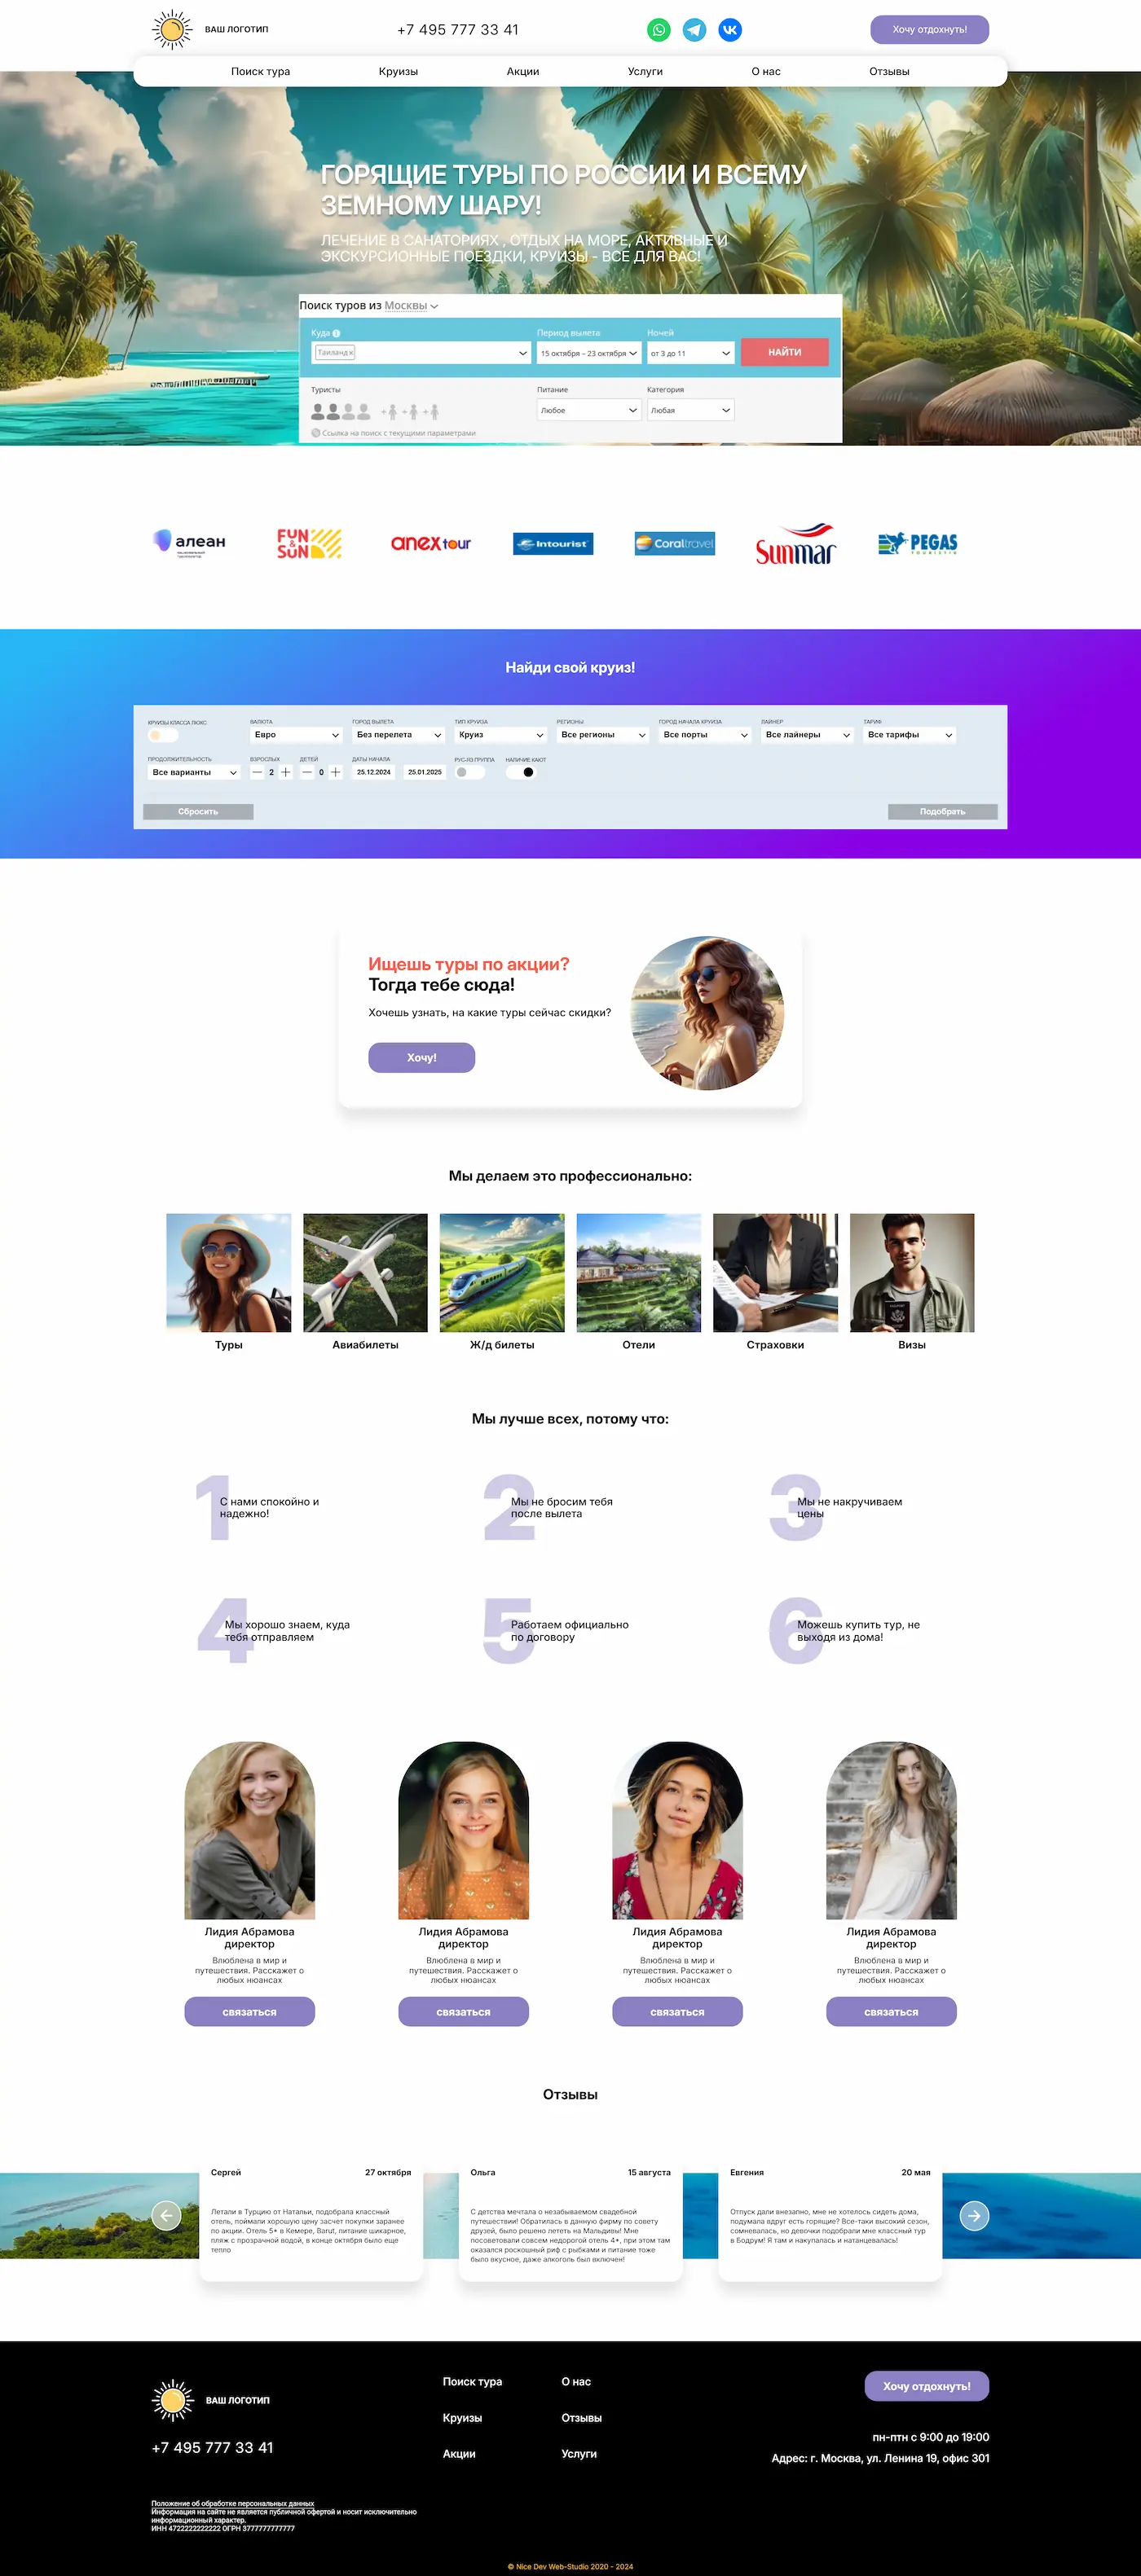 ВАШ ЛОГОТИП
+7 495 777 33 41
Хочу отдохнуть!
Поиск тура
Круизы
Акции
Услуги
О нас
Отзывы
ГОРЯЩИЕ ТУРЫ ПО РОССИИ И ВСЕМУ
ЗЕМНОМУ ШАРУ!
ЛЕЧЕНИЕ В САНАТОРИЯХ , ОТДЫХ НА МОРЕ, АКТИВНЫЕ И
ЭКСКУРСИОННЫЕ ПОЕЗДКИ, КРУИЗЫ - ВСЕ ДЛЯ ВАС!
Поиск туров из Москвы
Куда
Период вылета
Ночей
Таиланд ×
15 октября – 23 октября
от 3 до 11
НАЙТИ
Туристы
Питание
Категория
Любое
Любая
Ссылка на поиск с текущими параметрами
алеан
FUN & SUN
anex tour
Intourist
Coral travel
Sunmar
PEGAS
TOURISTIK
Найди свой круиз!
КРУИЗЫ КЛАССА ЛЮКС
ВАЛЮТА
ГОРОД ВЫЛЕТА
ТИП КРУИЗА
РЕГИОНЫ
ГОРОД НАЧАЛА КРУИЗА
ЛАЙНЕР
ТАРИФ
Евро
Без перелета
Круиз
Все регионы
Все порты
Все лайнеры
Все тарифы
ПРОДОЛЖИТЕЛЬНОСТЬ
ВЗРОСЛЫХ
ДЕТЕЙ
ДАТЫ НАЧАЛА
РУС-ЯЗ ГРУППА
НАЛИЧИЕ КАЮТ
Все варианты
2
0
25.12.2024
25.01.2025
Сбросить
Подобрать
Ищешь туры по акции?
Тогда тебе сюда!
Хочешь узнать, на какие туры сейчас скидки?
Хочу!
Мы делаем это профессионально:
Туры
Авиабилеты
Ж/д билеты
Отели
Страховки
Визы
Мы лучше всех, потому что:
1
С нами спокойно и
надежно!
2
Мы не бросим тебя
после вылета
3
Мы не накручиваем
цены
4
Мы хорошо знаем, куда
тебя отправляем
5
Работаем официально
по договору
6
Можешь купить тур, не
выходя из дома!
Лидия Абрамова
директор
Влюблена в мир и
путешествия. Расскажет о
любых нюансах
связаться
Лидия Абрамова
директор
Влюблена в мир и
путешествия. Расскажет о
любых нюансах
связаться
Лидия Абрамова
директор
Влюблена в мир и
путешествия. Расскажет о
любых нюансах
связаться
Лидия Абрамова
директор
Влюблена в мир и
путешествия. Расскажет о
любых нюансах
связаться
Отзывы
Сергей
27 октября
Летали в Турцию от Натальи, подобрала классный
отель, поймали хорошую цену засчет покупки заранее
по акции. Отель 5* в Кемере, Barut, питание шикарное,
пляж с прозрачной водой, в конце октября было еще
тепло
Ольга
15 августа
С детства мечтала о незабываемом свадебной
путешествии! Обратилась в данную фирму по совету
друзей, было решено лететь на Мальдивы! Мне
посоветовали совсем недорогой отель 4*, при этом там
оказался роскошный риф с рыбками и питание тоже
было вкусное, даже алкоголь был включен!
Евгения
20 мая
Отпуск дали внезапно, мне не хотелось сидеть дома,
подумала вдруг есть горящие? Все-таки высокий сезон,
сомневалась, но девочки подобрали мне классный тур
в Бодрум! Я там и накупалась и натанцевалась!
ВАШ ЛОГОТИП
+7 495 777 33 41
Поиск тура
Круизы
Акции
О нас
Отзывы
Услуги
Хочу отдохнуть!
пн-птн с 9:00 до 19:00
Адрес: г. Москва, ул. Ленина 19, офис 301
Положение об обработке персональных данных
Информация на сайте не является публичной офертой и носит исключительно
информационный характер.
ИНН 4722222222222 ОГРН 3777777777777
© Nice Dev Web-Studio 2020 - 2024